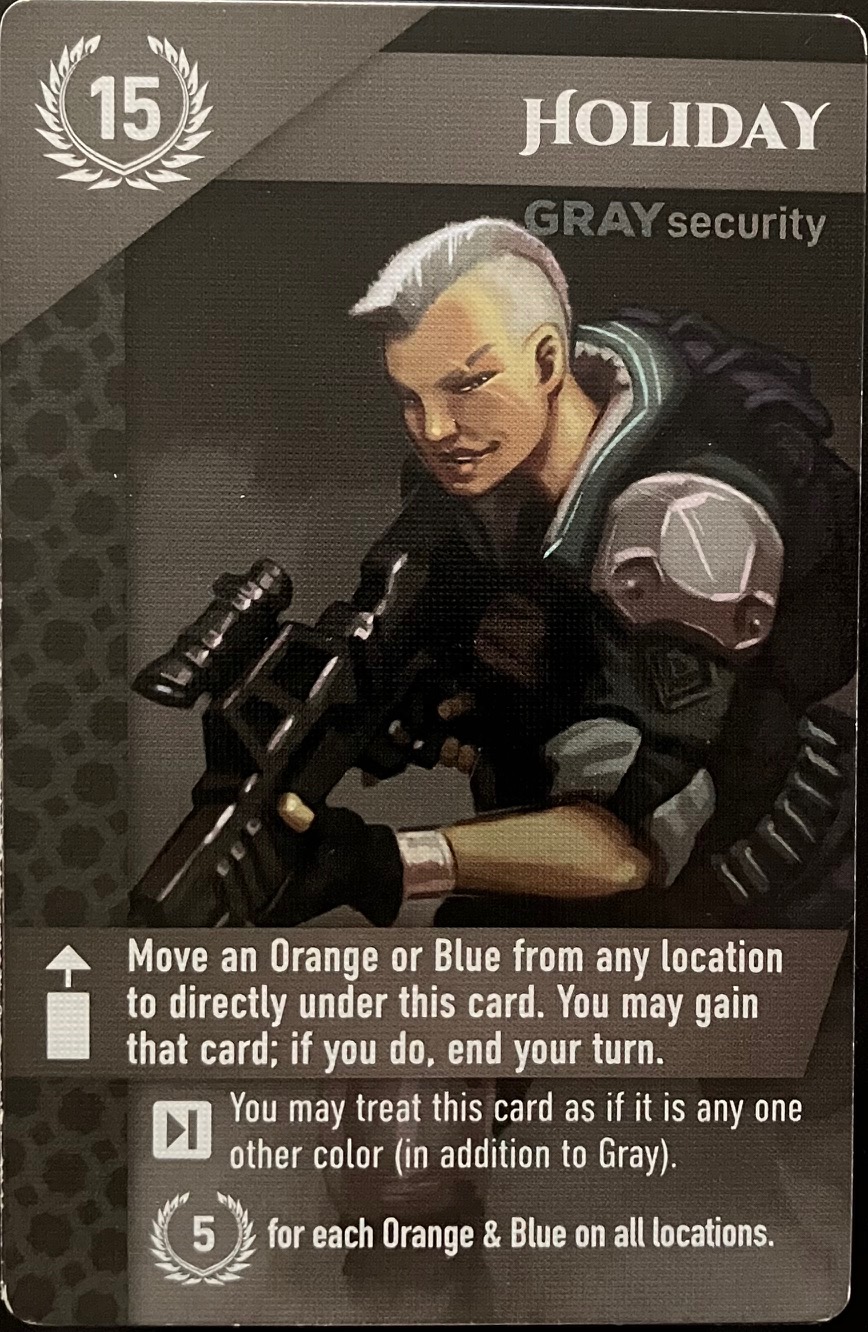 15
HOLIDAY
GRAY security
Move an Orange or Blue from any location
to directly under this card. You may gain
that card; if you do, end your turn.
You may treat this card as if it is any one
other color (in addition to Gray).
5 for each Orange & Blue on all locations.